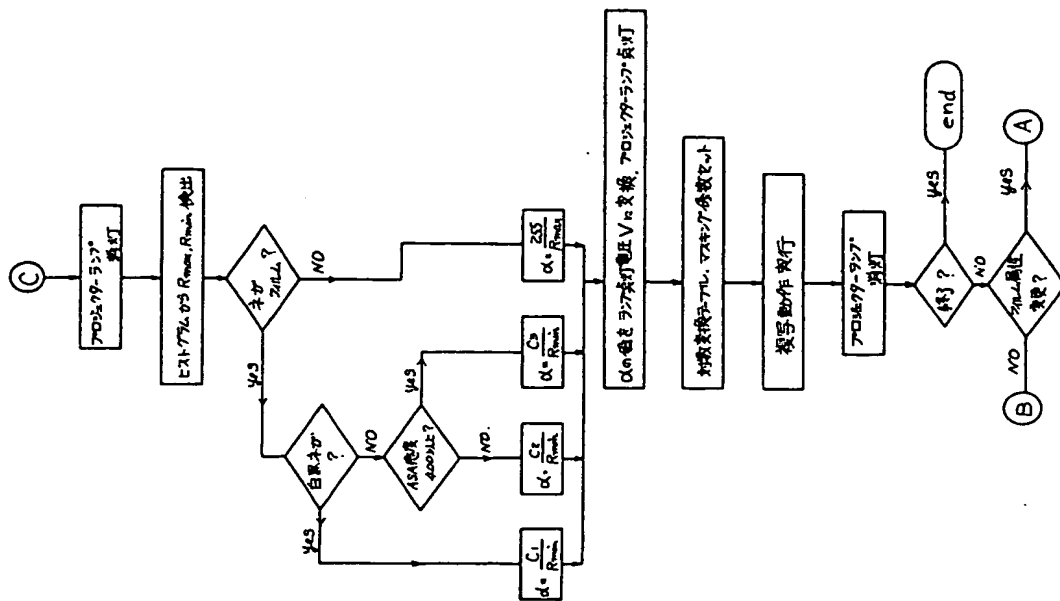 C
プロジェクターランプ
消灯
ヒストグラムから Rmax, Rmin 検出
ネガ
フィルム?
NO
yes
白黒ネガ
?
NO
yes
ASA感度
400以上?
yes
NO.
α = C1 / Rmin
α = C2 / Rmin
α = C3 / Rmin
α = 255 / Rmax
αの値をランプ点灯電圧Vに変換, プロジェクターランプ点灯
対数変換テーブル, マスキング係数セット
複写動作実行
プロジェクターランプ
消灯
終了?
yes
end
NO
フィルム属性
変更?
yes
A
NO
B